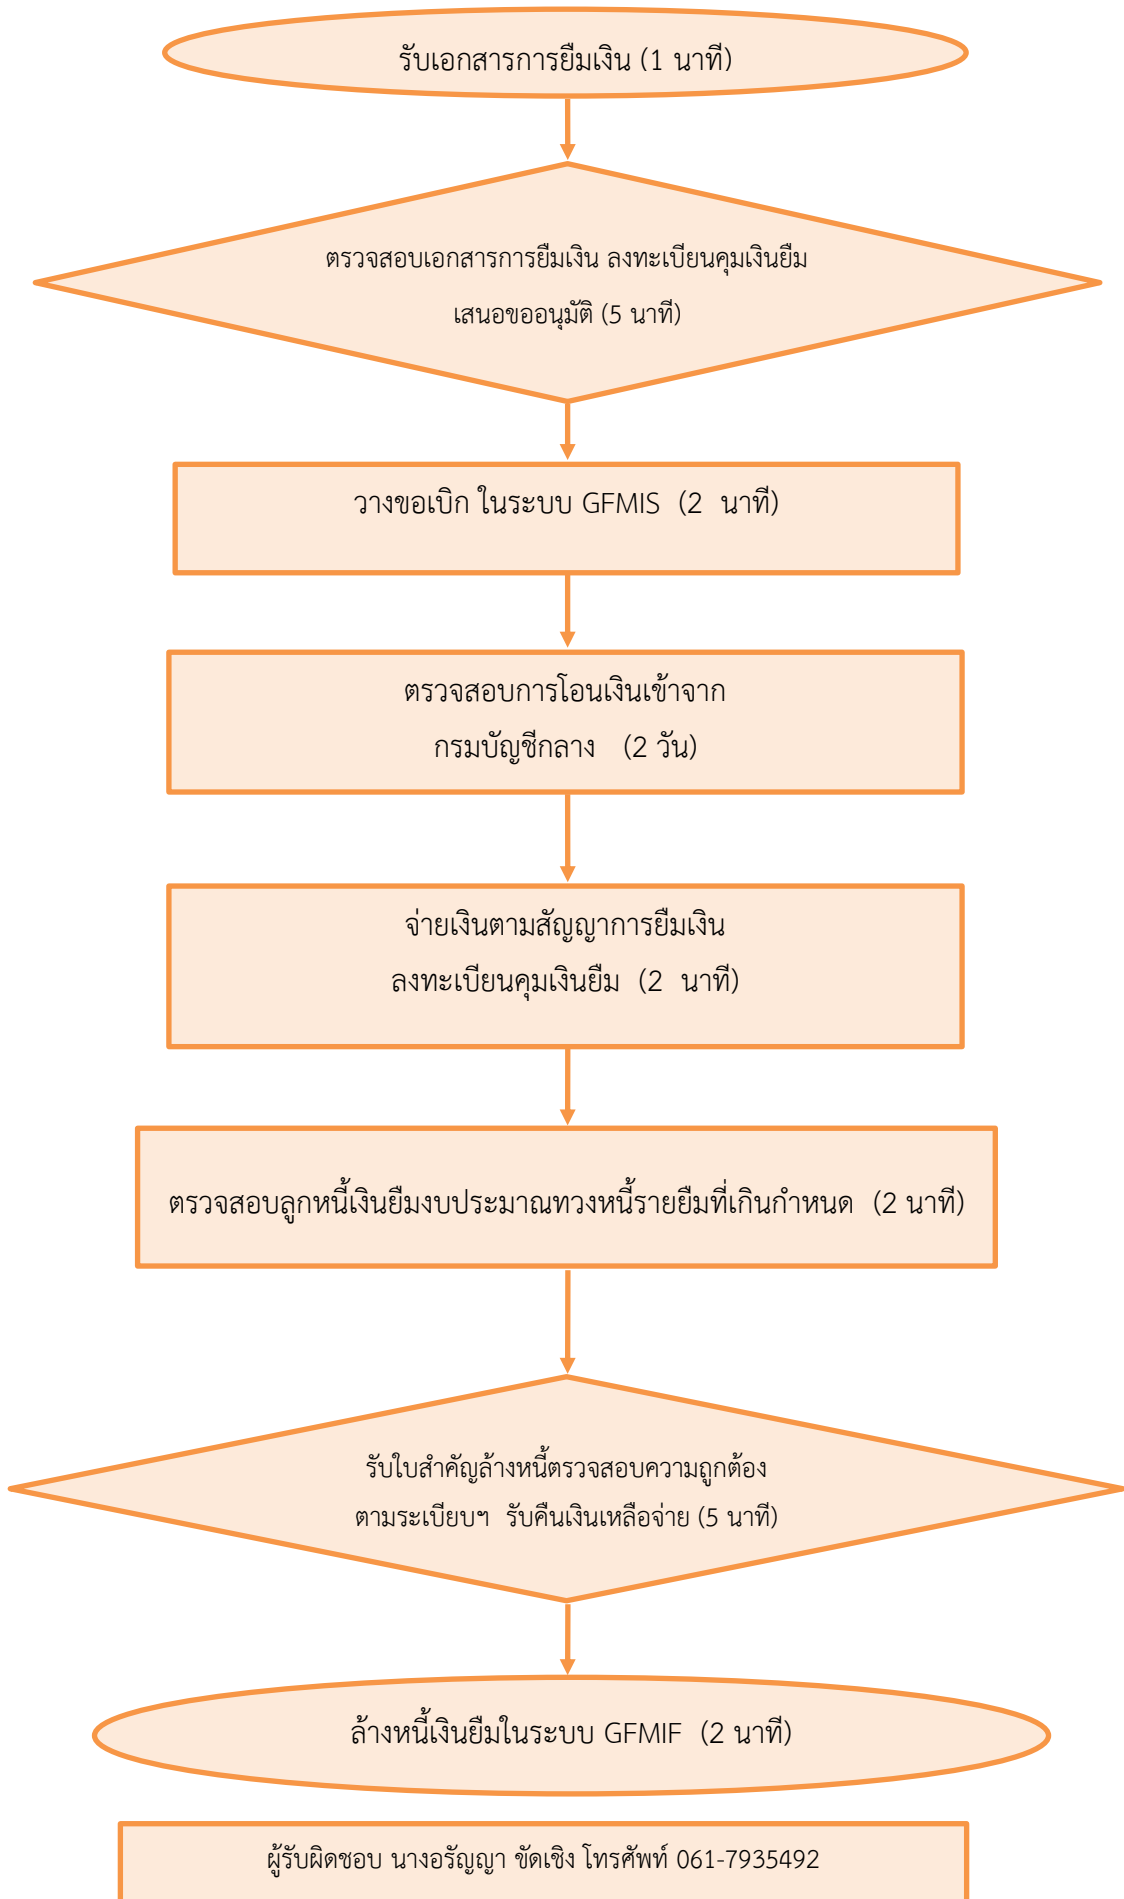 รับเอกสารการยืมเงิน (1 นาที)
ตรวจสอบเอกสารการยืมเงิน ลงทะเบียนคุมเงินยืม
เสนอขออนุมัติ (5 นาที)
วางขอเบิก ในระบบ GFMIS (2 นาที)
ตรวจสอบการโอนเงินเข้าจาก
กรมบัญชีกลาง (2 วัน)
จ่ายเงินตามสัญญาการยืมเงิน
ลงทะเบียนคุมเงินยืม (2 นาที)
ตรวจสอบลูกหนี้เงินยืมงบประมาณทวงหนี้รายยืมที่เกินกำหนด (2 นาที)
รับใบสำคัญล้างหนี้ตรวจสอบความถูกต้อง
ตามระเบียบฯ รับคืนเงินเหลือจ่าย (5 นาที)
ล้างหนี้เงินยืมในระบบ GFMIF (2 นาที)
ผู้รับผิดชอบ นางอรัญญา ขัดเชิง โทรศัพท์ 061-7935492